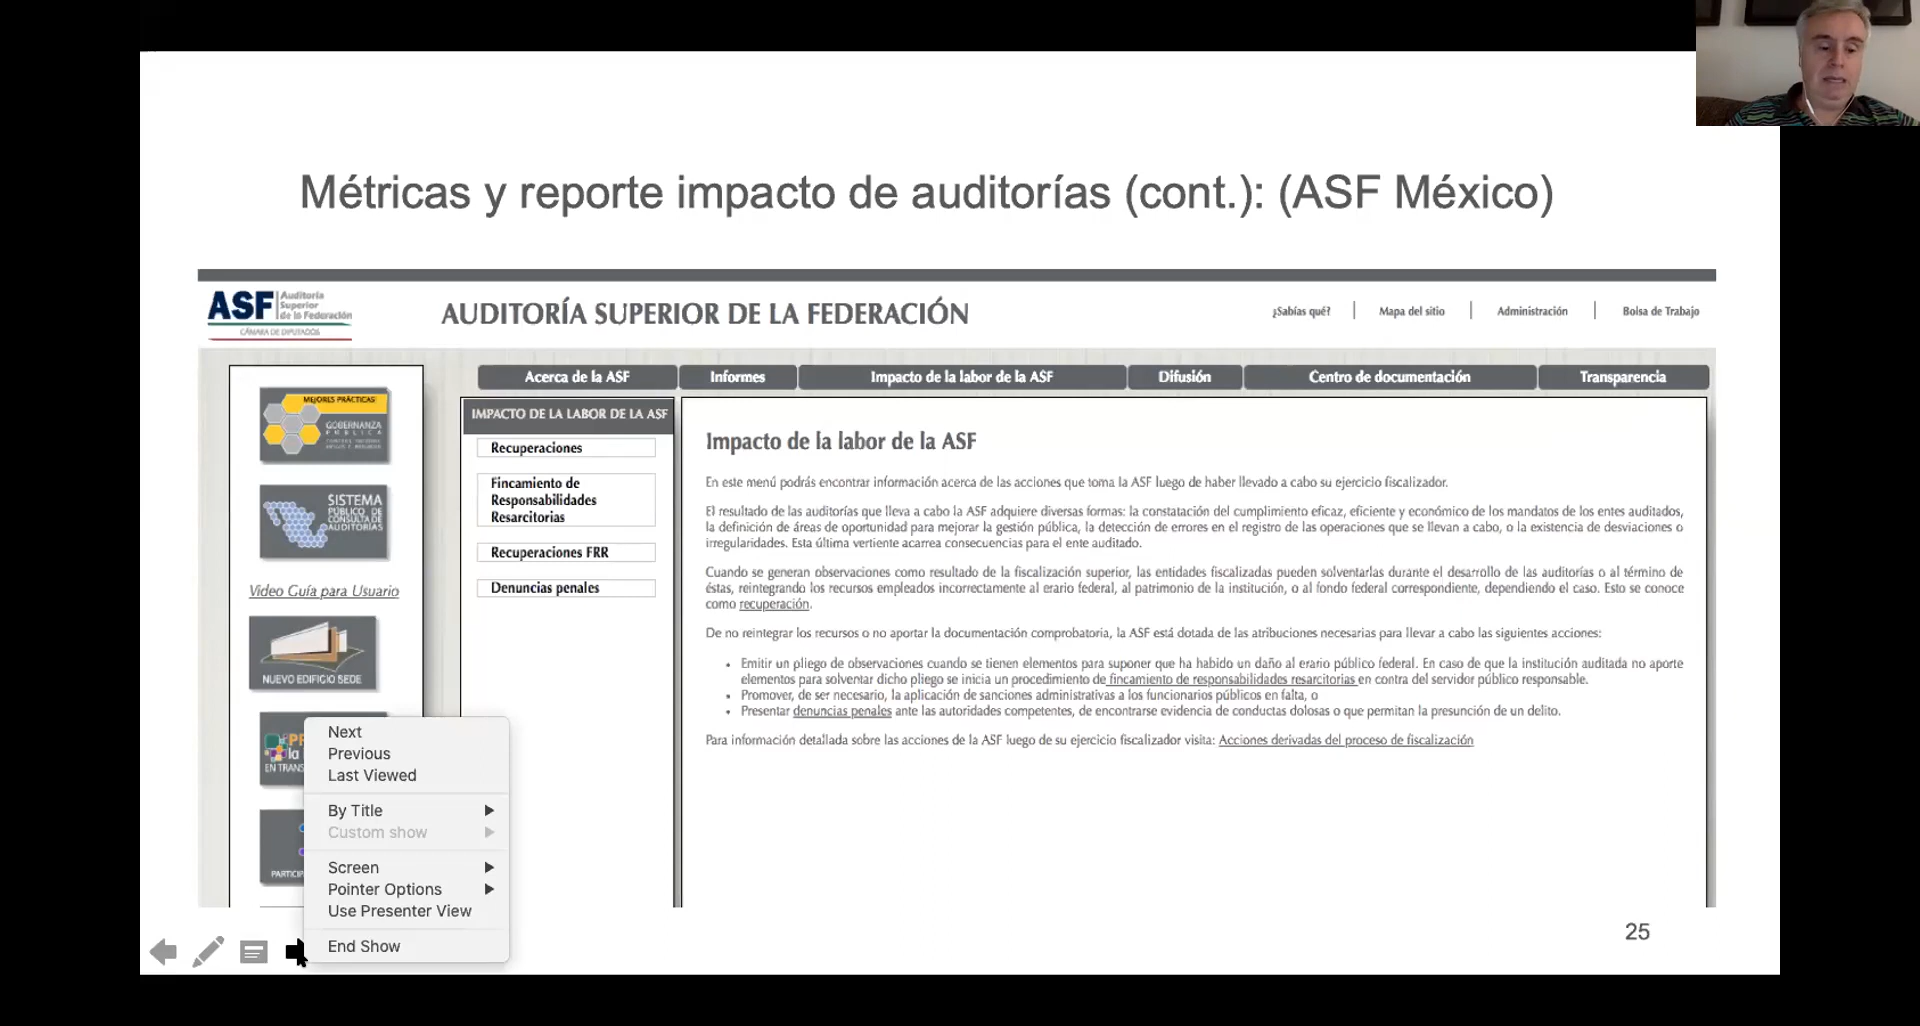 Métricas y reporte impacto de auditorías (cont.): (ASF México)
ASF Auditoría
Superior
de la Federación
CÁMARA DE DIPUTADOS
AUDITORÍA SUPERIOR DE LA FEDERACIÓN
¿Sabías qué? | Mapa del sitio | Administración | Bolsa de Trabajo
Acerca de la ASF Informes Impacto de la labor de la ASF Difusión Centro de documentación Transparencia
MEJORES PRÁCTICAS
GOBERNANZA
PÚBLICA
SISTEMA
PÚBLICO DE
CONSULTA DE
AUDITORÍAS
Video Guía para Usuario
NUEVO EDIFICIO SEDE
la
EN TRANS
PARTICIP
IMPACTO DE LA LABOR DE LA ASF
Recuperaciones
Fincamiento de
Responsabilidades
Resarcitorias
Recuperaciones FRR
Denuncias penales
Impacto de la labor de la ASF
En este menú podrás encontrar información acerca de las acciones que toma la ASF luego de haber llevado a cabo su ejercicio fiscalizador.
El resultado de las auditorías que lleva a cabo la ASF adquiere diversas formas: la constatación del cumplimiento eficaz, eficiente y económico de los mandatos de los entes auditados,
la definición de áreas de oportunidad para mejorar la gestión pública, la detección de errores en el registro de las operaciones que se llevan a cabo, o la existencia de desviaciones o
irregularidades. Esta última vertiente acarrea consecuencias para el ente auditado.
Cuando se generan observaciones como resultado de la fiscalización superior, las entidades fiscalizadas pueden solventarlas durante el desarrollo de las auditorías o al término de
éstas, reintegrando los recursos empleados incorrectamente al erario federal, al patrimonio de la institución, o al fondo federal correspondiente, dependiendo el caso. Esto se conoce
como recuperación.
De no reintegrar los recursos o no aportar la documentación comprobatoria, la ASF está dotada de las atribuciones necesarias para llevar a cabo las siguientes acciones:
• Emitir un pliego de observaciones cuando se tienen elementos para suponer que ha habido un daño al erario público federal. En caso de que la institución auditada no aporte
elementos para solventar dicho pliego se inicia un procedimiento de fincamiento de responsabilidades resarcitorias en contra del servidor público responsable.
• Promover, de ser necesario, la aplicación de sanciones administrativas a los funcionarios públicos en falta, o
• Presentar denuncias penales ante las autoridades competentes, de encontrarse evidencia de conductas dolosas o que permitan la presunción de un delito.
Para información detallada sobre las acciones de la ASF luego de su ejercicio fiscalizador visita: Acciones derivadas del proceso de fiscalización
Next
Previous
Last Viewed
By Title
Custom show
Screen
Pointer Options
Use Presenter View
End Show
25